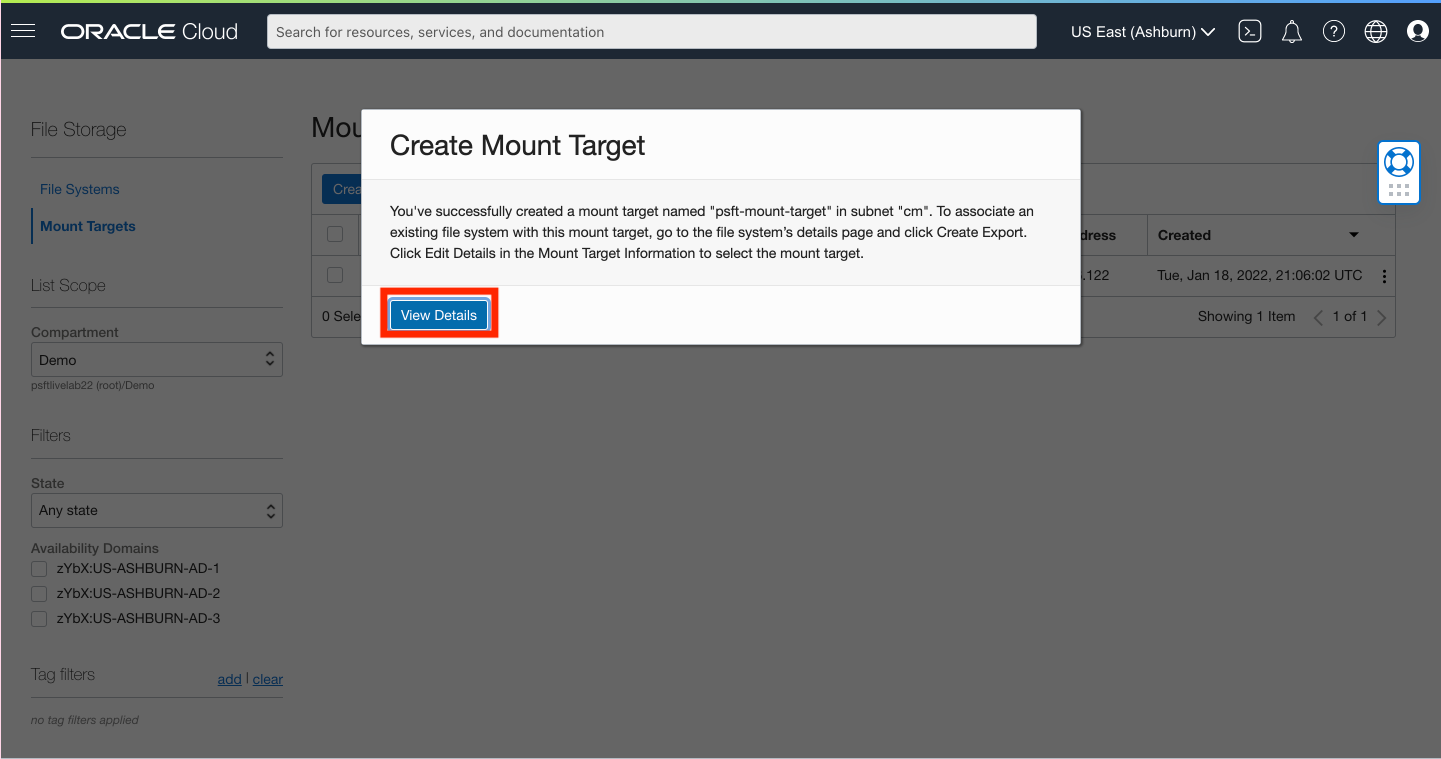 ORACLE Cloud
Search for resources, services, and documentation
US East (Ashburn)
File Storage
File Systems
Mount Targets
List Scope
Compartment
Demo
psftlivelab22 (root)/Demo
Filters
State
Any state
Availability Domains
zYbX:US-ASHBURN-AD-1
zYbX:US-ASHBURN-AD-2
zYbX:US-ASHBURN-AD-3
Tag filters
add | clear
no tag filters applied
Create Mount Target
You've successfully created a mount target named "psft-mount-target" in subnet "cm". To associate an
existing file system with this mount target, go to the file system's details page and click Create Export.
Click Edit Details in the Mount Target Information to select the mount target.
View Details
Created
.122
Tue, Jan 18, 2022, 21:06:02 UTC
Showing 1 Item
1 of 1